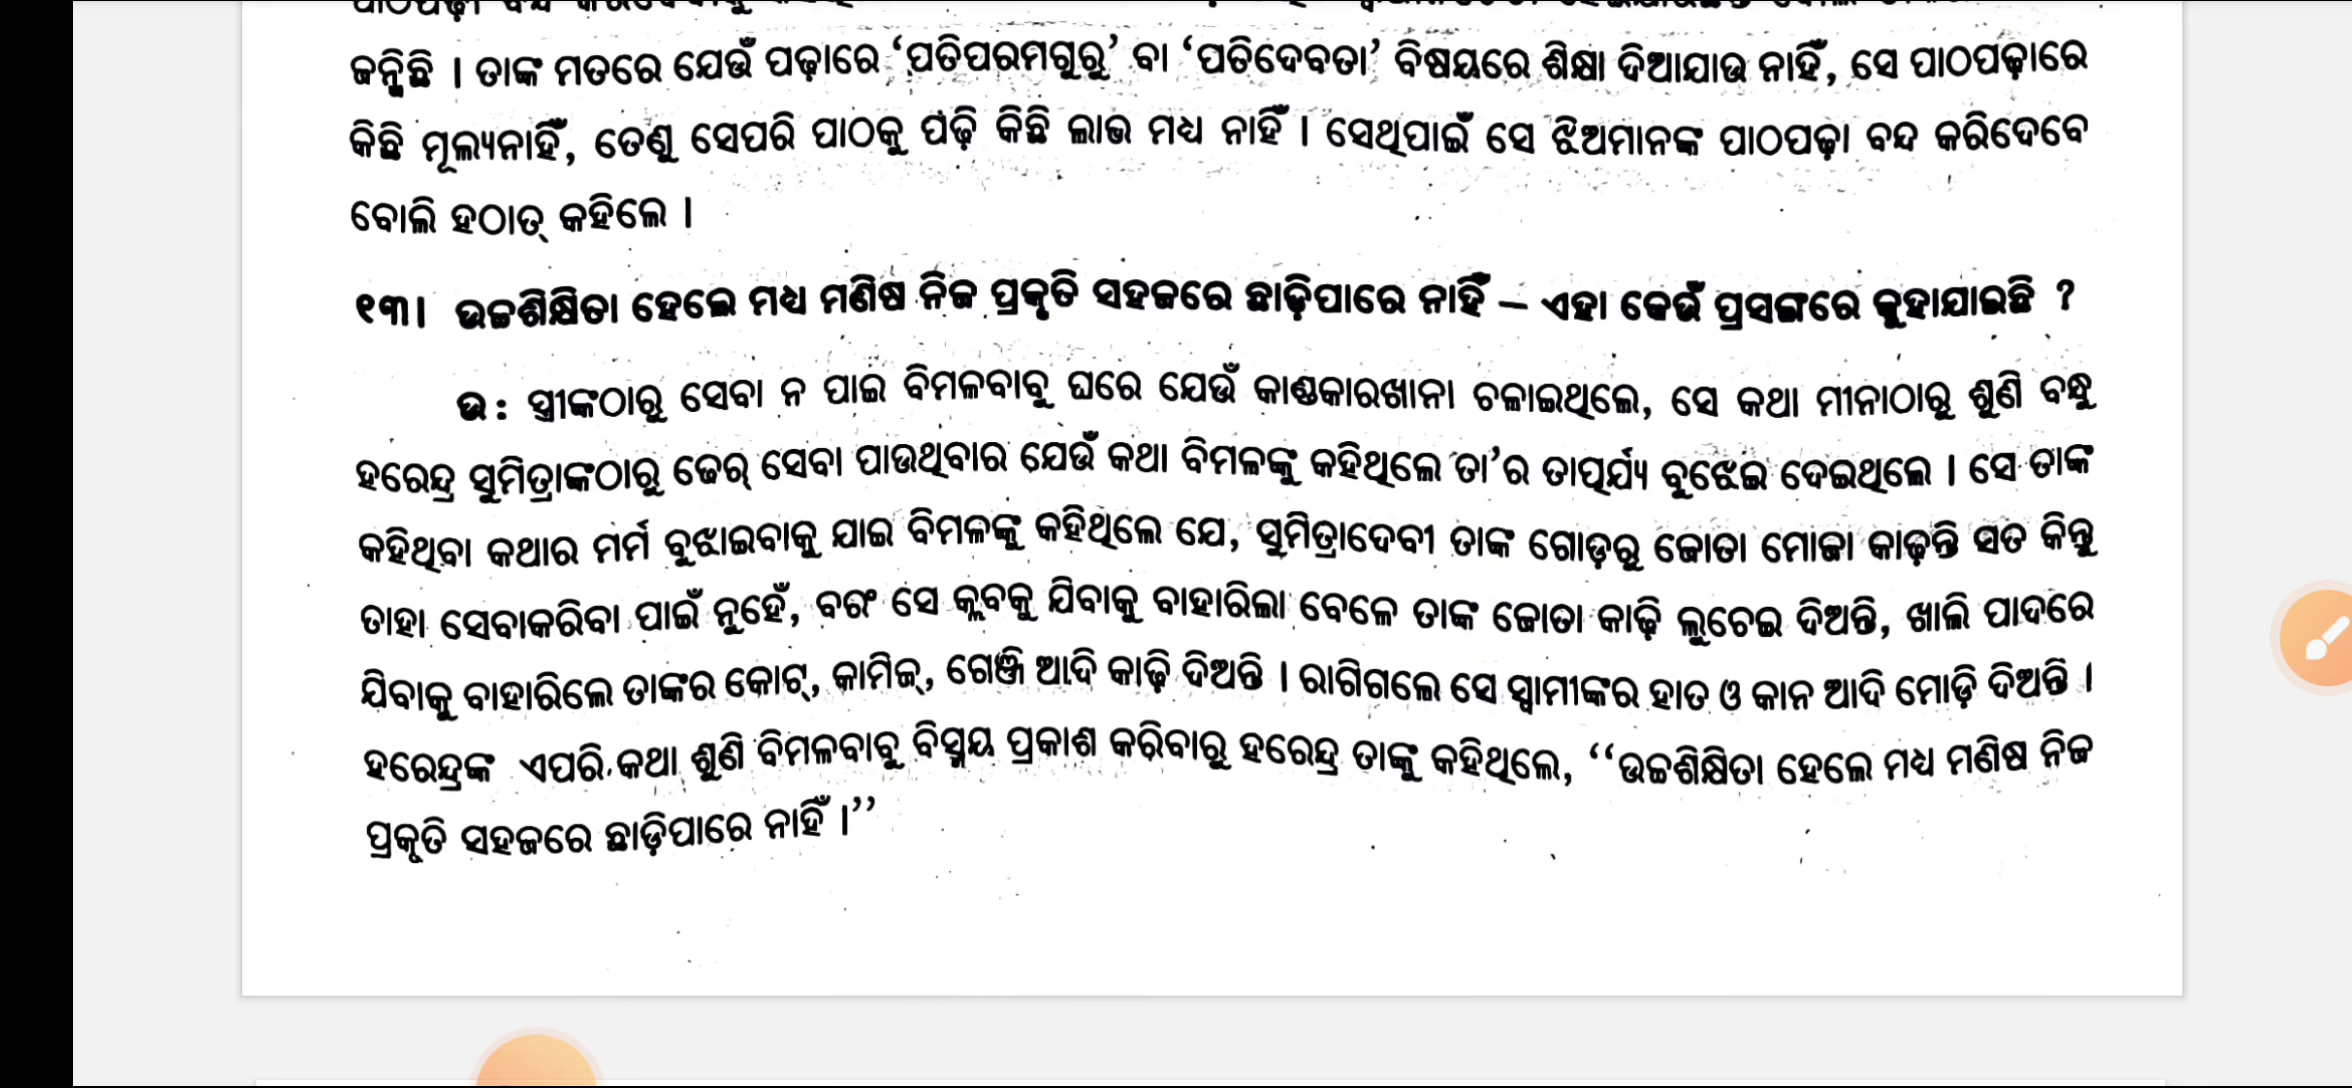 ଜନ୍ମିଛି । ତାଙ୍କ ମତରେ ଯେଉଁ ପଢ଼ାରେ ‘ପତିପରମଗୁରୁ’ ବା ‘ପତିଦେବତା’ ବିଷୟରେ ଶିକ୍ଷା ଦିଆଯାଉ ନାହିଁ, ସେ ପାଠପଢ଼ାରେ
କିଛି ମୂଲ୍ୟନାହିଁ, ତେଣୁ ସେପରି ପାଠକୁ ପଢ଼ି କିଛି ଲାଭ ମଧ୍ୟ ନାହିଁ । ସେଥିପାଇଁ ସେ ଝିଅମାନଙ୍କ ପାଠପଢ଼ା ବନ୍ଦ କରିଦେବେ
ବୋଲି ହଠାତ୍ କହିଲେ ।
୧୩। ଉଚ୍ଚଶିକ୍ଷିତା ହେଲେ ମଧ୍ୟ ମଣିଷ ନିଜ ପ୍ରକୃତି ସହଜରେ ଛାଡ଼ିପାରେ ନାହିଁ – ଏହା କେଉଁ ପ୍ରସଙ୍ଗରେ କୁହାଯାଇଛି ?
ଉ : ସ୍ତ୍ରୀଙ୍କଠାରୁ ସେବା ନ ପାଇ ବିମଳବାବୁ ଘରେ ଯେଉଁ କାଣ୍ଡକାରଖାନା ଚଳାଇଥିଲେ, ସେ କଥା ମୀନାଠାରୁ ଶୁଣି ବନ୍ଧୁ
ହରେନ୍ଦ୍ର ସୁମିତ୍ରାଙ୍କଠାରୁ ଢେର୍ ସେବା ପାଉଥିବାର ଯେଉଁ କଥା ବିମଳଙ୍କୁ କହିଥିଲେ ତା’ର ତାତ୍ପର୍ଯ୍ୟ ବୁଝେଇ ଦେଇଥିଲେ । ସେ ତାଙ୍କ
କହିଥିବା କଥାର ମର୍ମ ବୁଝାଇବାକୁ ଯାଇ ବିମଳଙ୍କୁ କହିଥିଲେ ଯେ, ସୁମିତ୍ରାଦେବୀ ତାଙ୍କ ଗୋଡ଼ରୁ ଜୋତା ମୋଜା କାଢ଼ନ୍ତି ସତ କିନ୍ତୁ
ତାହା ସେବାକରିବା ପାଇଁ ନୁହେଁ, ବରଂ ସେ କ୍ଲବକୁ ଯିବାକୁ ବାହାରିଲା ବେଳେ ତାଙ୍କ ଜୋତା କାଢ଼ି ଲୁଚେଇ ଦିଅନ୍ତି, ଖାଲି ପାଦରେ
ଯିବାକୁ ବାହାରିଲେ ତାଙ୍କର କୋଟ୍, କାମିଜ୍, ଗେଞ୍ଜି ଆଦି କାଢ଼ି ଦିଅନ୍ତି । ରାଗିଗଲେ ସେ ସ୍ୱାମୀଙ୍କର ହାତ ଓ କାନ ଆଦି ମୋଡ଼ି ଦିଅନ୍ତି ।
ହରେନ୍ଦ୍ରଙ୍କ ଏପରି କଥା ଶୁଣି ବିମଳବାବୁ ବିସ୍ମୟ ପ୍ରକାଶ କରିବାରୁ ହରେନ୍ଦ୍ର ତାଙ୍କୁ କହିଥିଲେ, ‘‘ଉଚ୍ଚଶିକ୍ଷିତା ହେଲେ ମଧ୍ୟ ମଣିଷ ନିଜ
ପ୍ରକୃତି ସହଜରେ ଛାଡ଼ିପାରେ ନାହିଁ ।’’